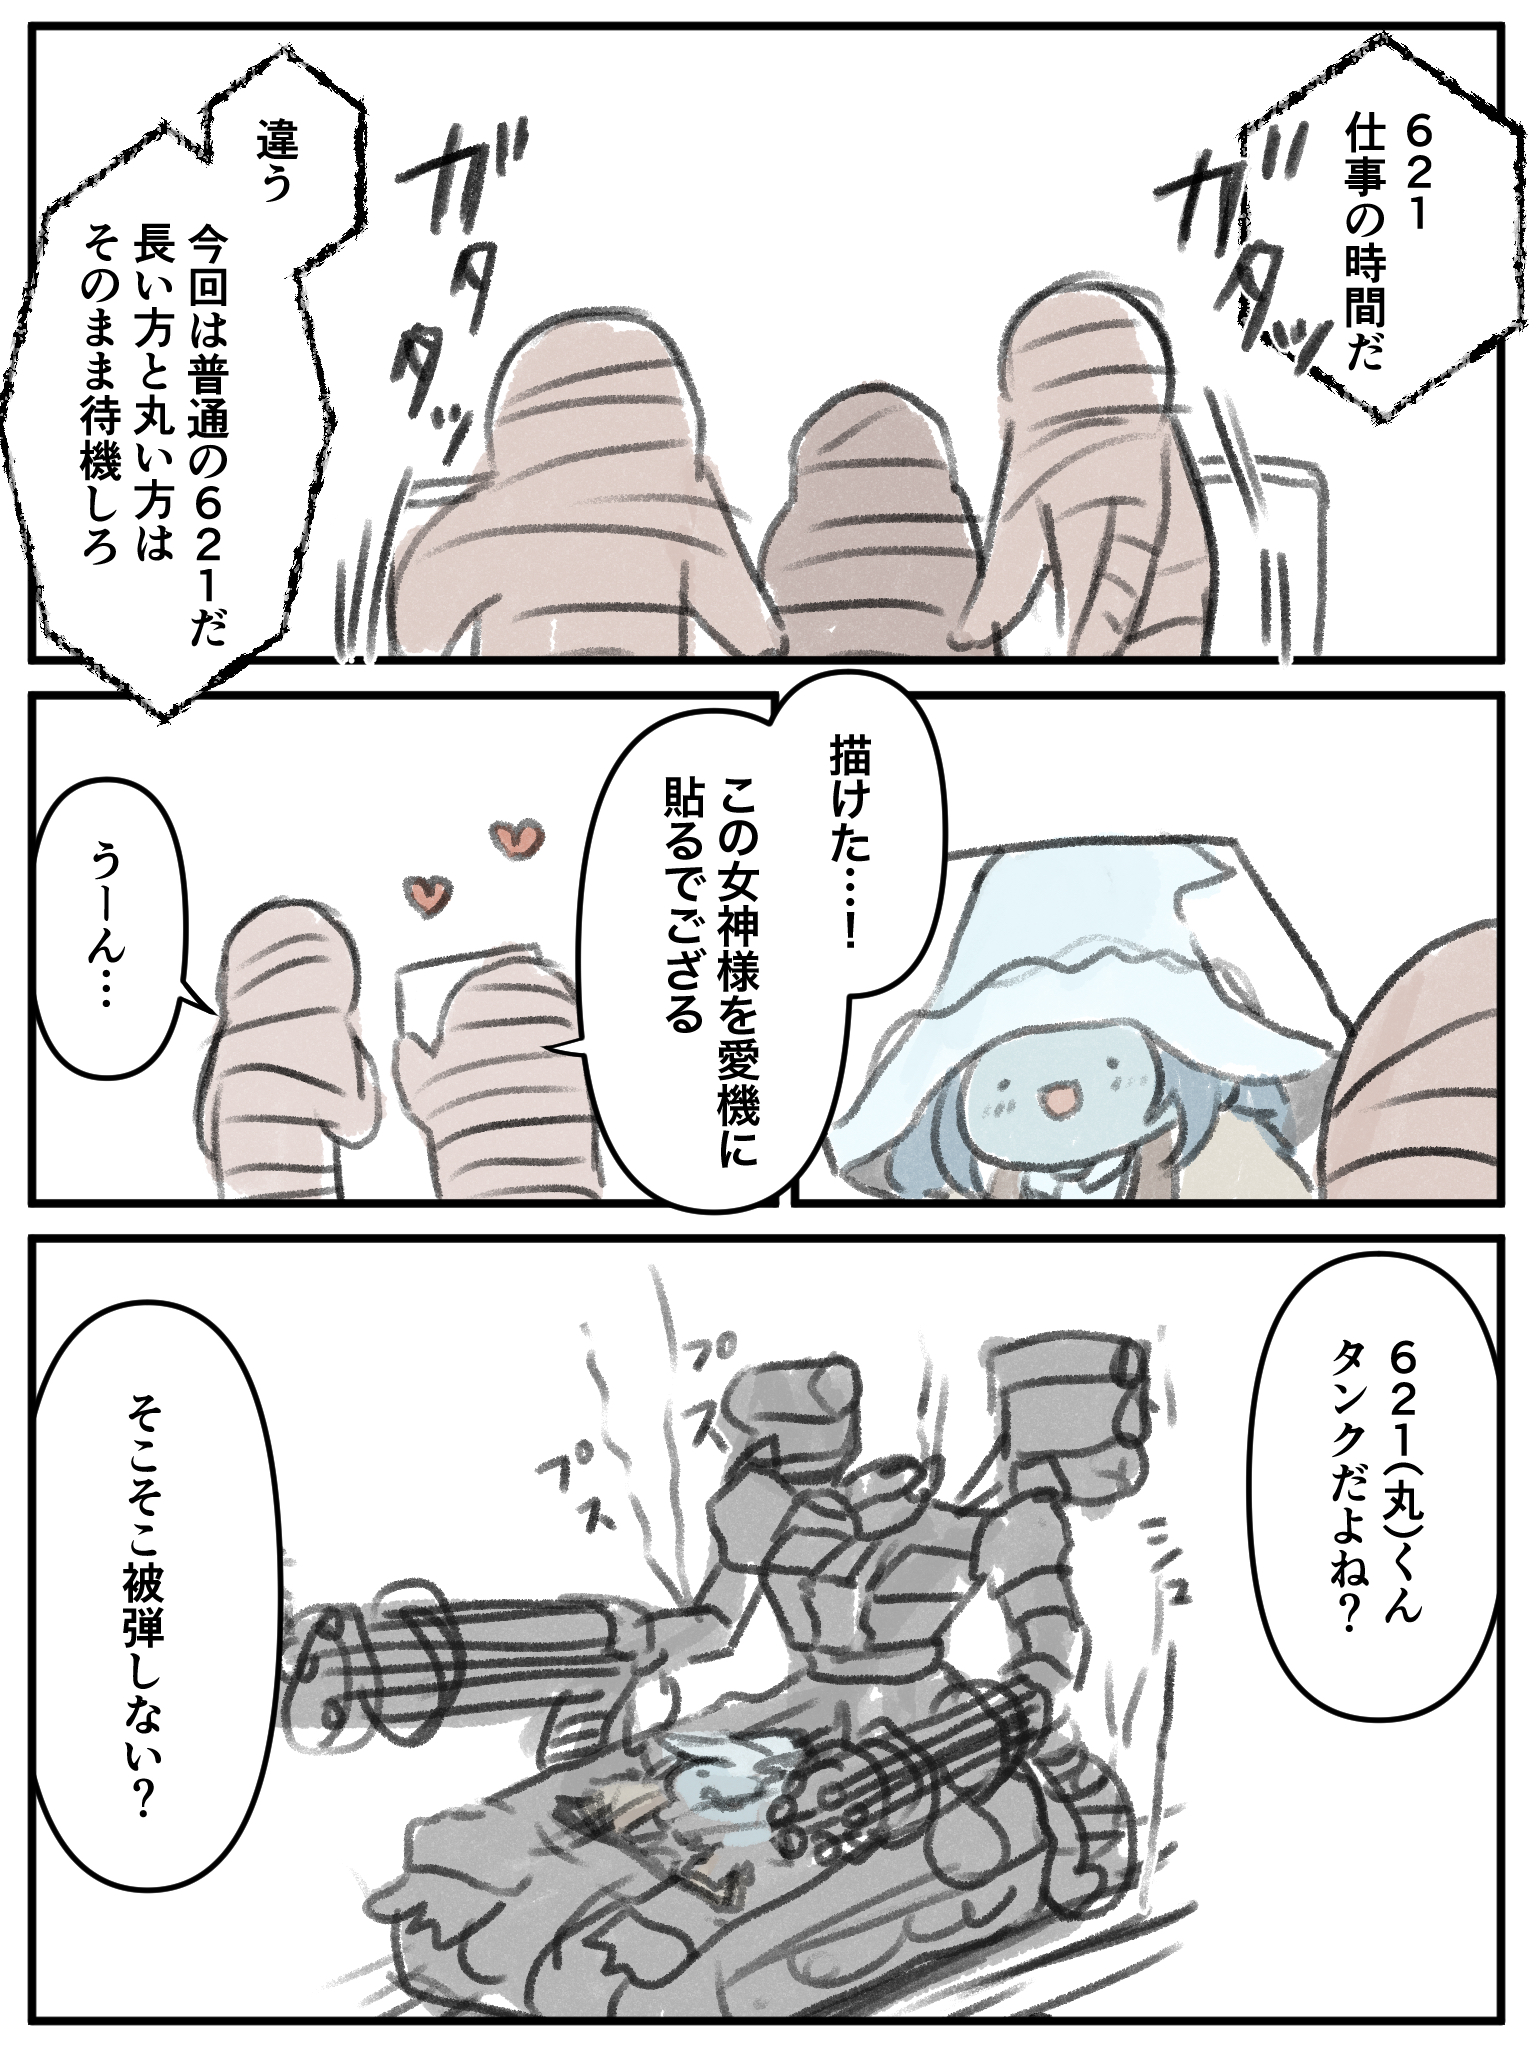 621
仕事の時間だ
ガタッ
ガタタッ
違う
今回は普通の621だ
長い方と丸い方は
そのまま待機しろ
描けた…！
この女神様を愛機に
貼るでござる
うーん…
621(丸)くん
タンクだよね？
プス
プス
そこそこ被弾しない？